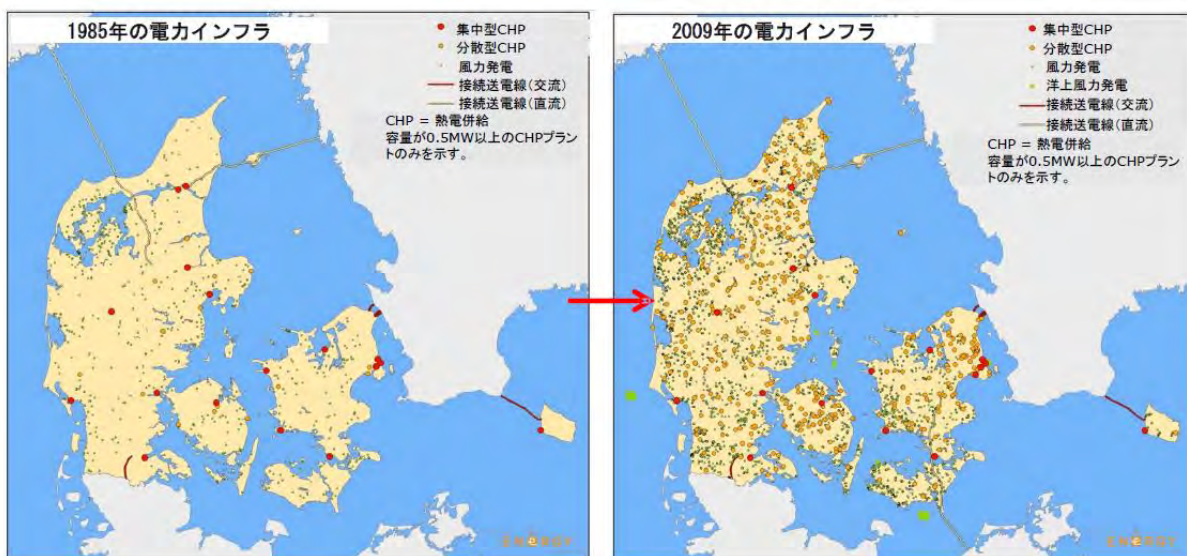 1985年の電力インフラ
集中型CHP
分散型CHP
風力発電
接続送電線(交流)
接続送電線(直流)
CHP = 熱電併給
容量が0.5MW以上のCHPプラン
トのみを示す。
2009年の電力インフラ
集中型CHP
分散型CHP
風力発電
洋上風力発電
接続送電線(交流)
接続送電線(直流)
CHP = 熱電併給
容量が0.5MW以上のCHPプラン
トのみを示す。